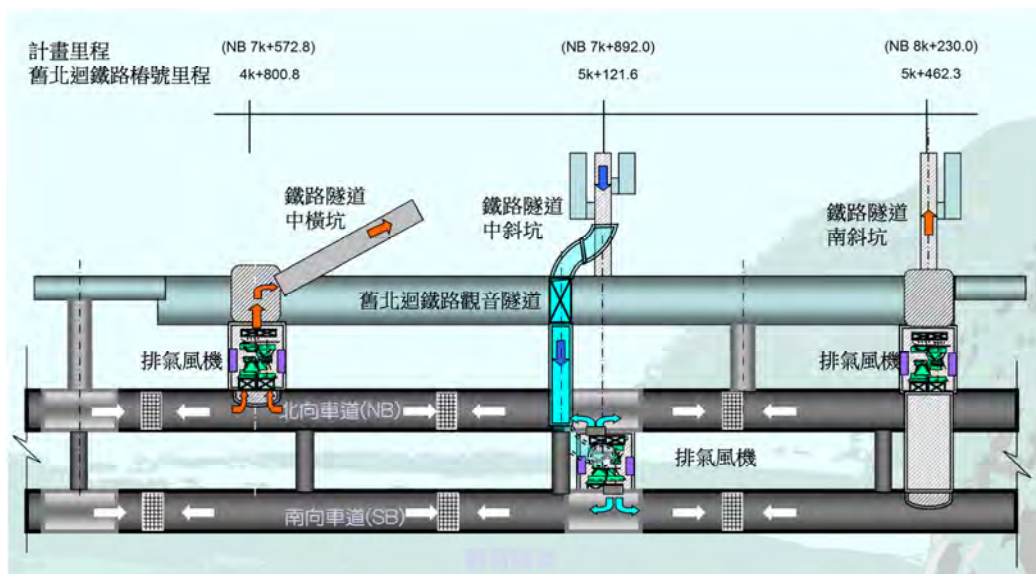 計畫里程
舊北迴鐵路樁號里程
(NB 7k+572.8)
4k+800.8
(NB 7k+892.0)
5k+121.6
(NB 8k+230.0)
5k+462.3
鐵路隧道
中橫坑
鐵路隧道
中斜坑
鐵路隧道
南斜坑
舊北迴鐵路觀音隧道
排氣風機
排氣風機
北向車道(NB)
排氣風機
南向車道(SB)